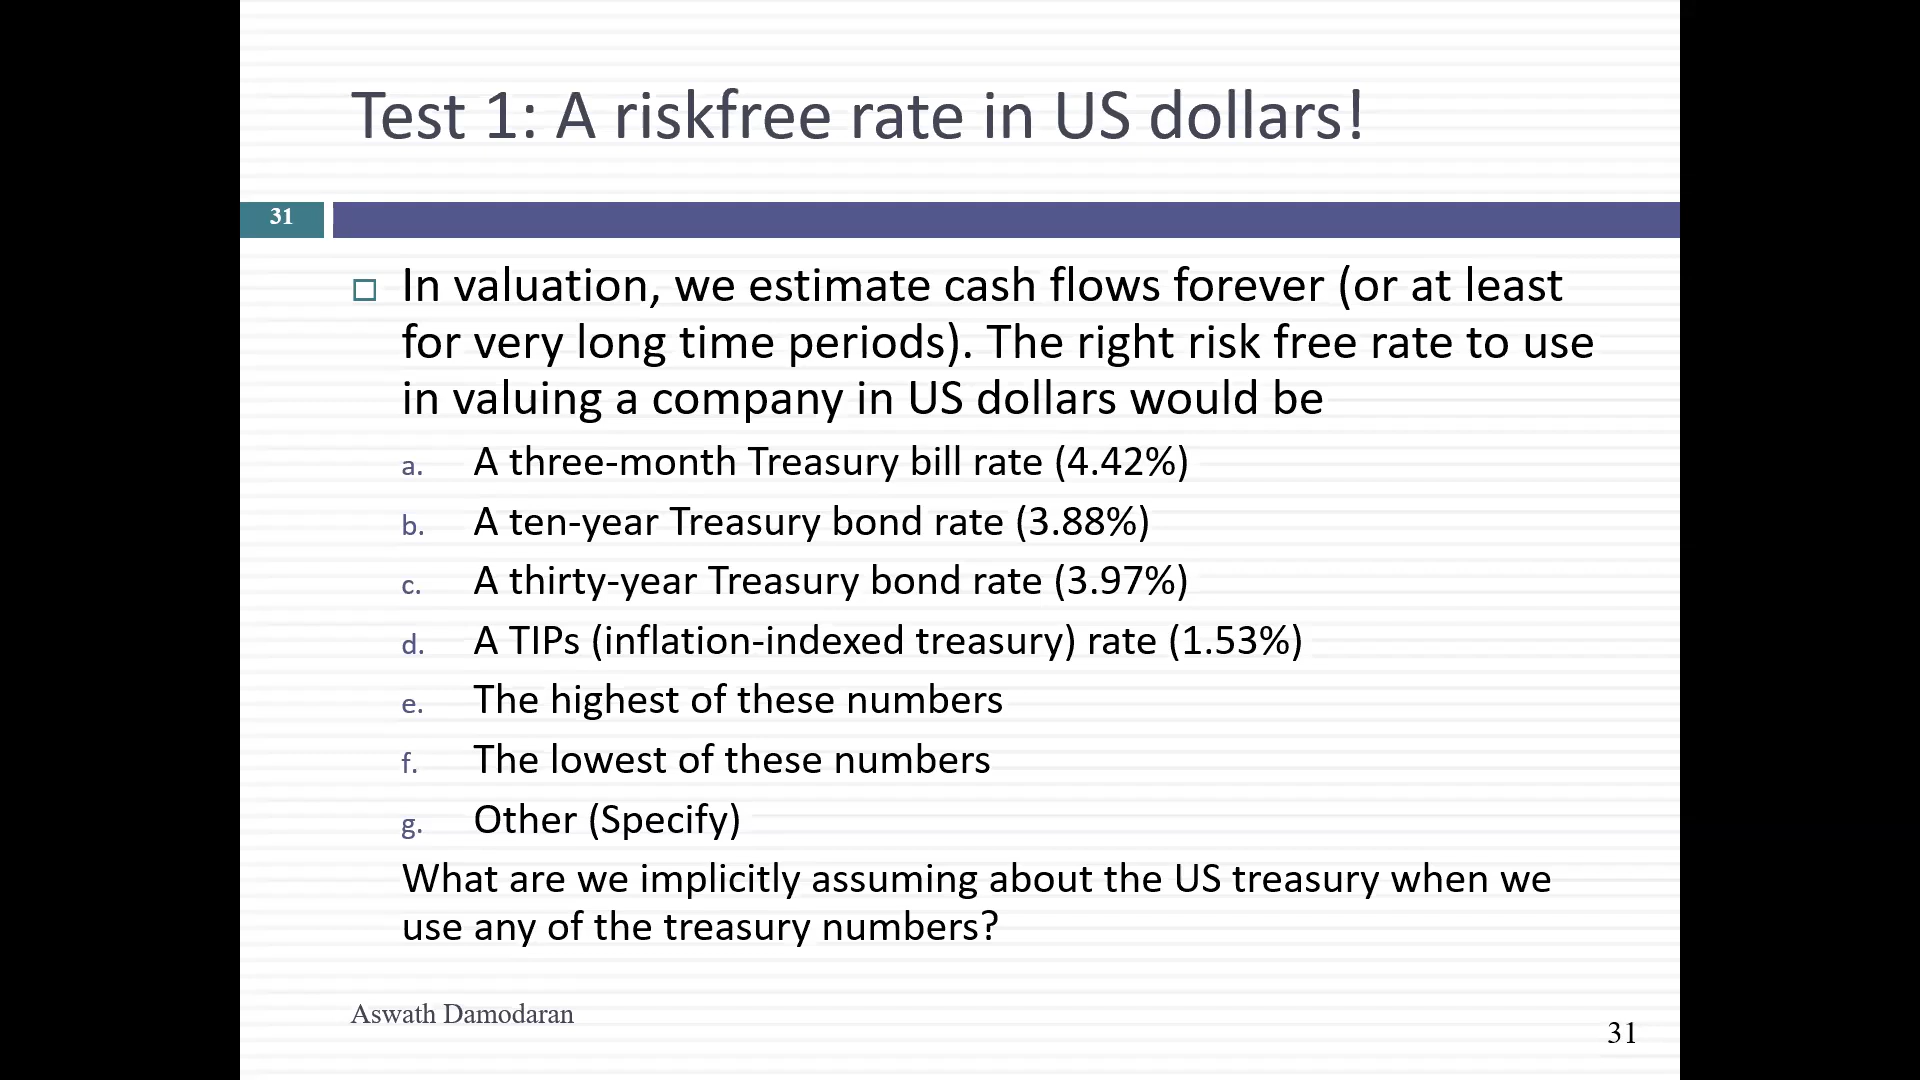 Test 1: A riskfree rate in US dollars!
31
In valuation, we estimate cash flows forever (or at least
for very long time periods). The right risk free rate to use
in valuing a company in US dollars would be
a. A three-month Treasury bill rate (4.42%)
b. A ten-year Treasury bond rate (3.88%)
c. A thirty-year Treasury bond rate (3.97%)
d. A TIPs (inflation-indexed treasury) rate (1.53%)
e. The highest of these numbers
f. The lowest of these numbers
g. Other (Specify)
What are we implicitly assuming about the US treasury when we
use any of the treasury numbers?
Aswath Damodaran
31